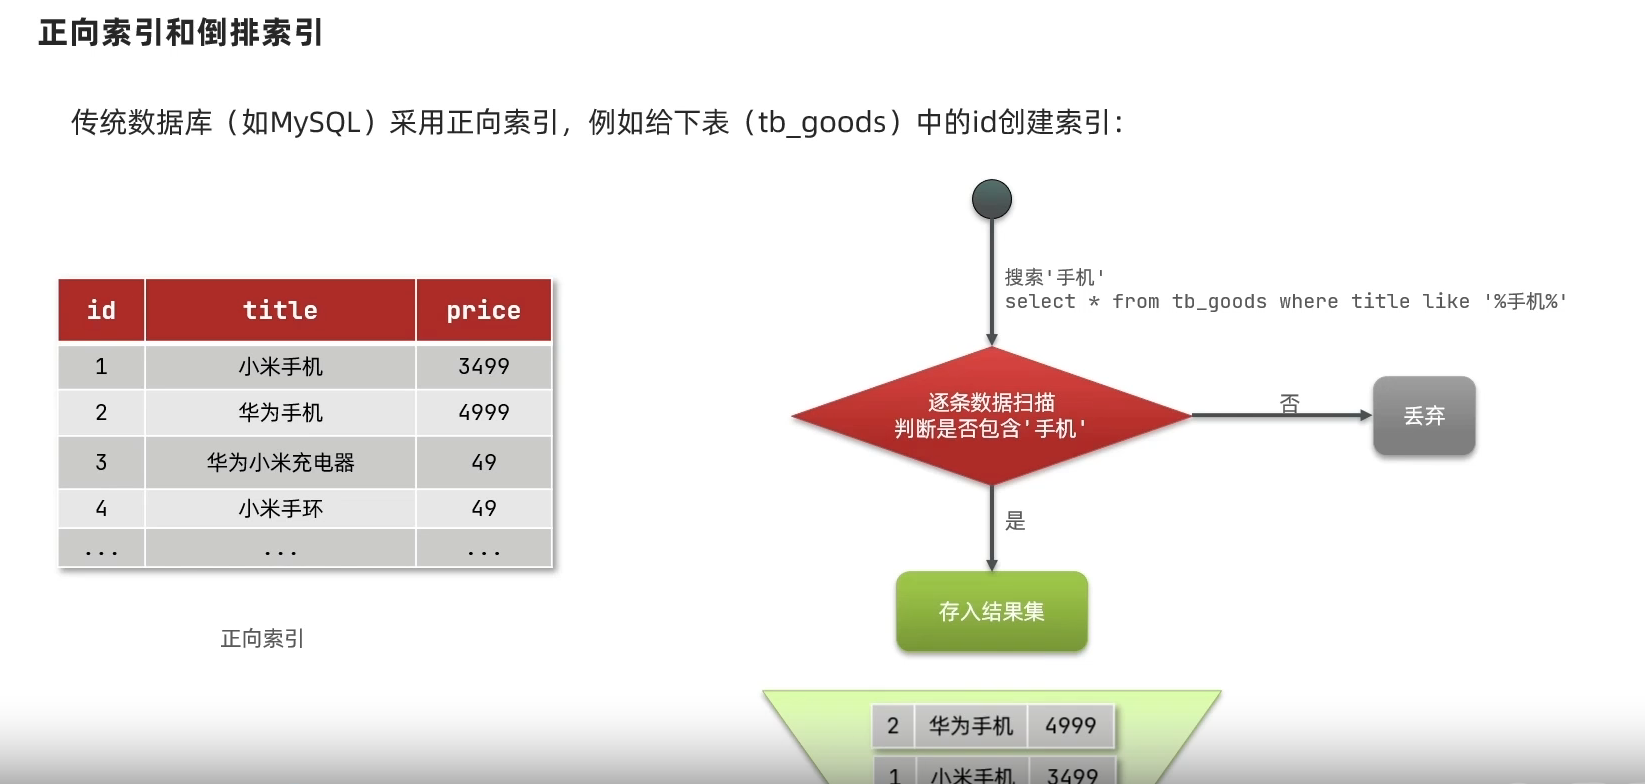 正向索引和倒排索引
传统数据库（如MySQL）采用正向索引，例如给下表（tb_goods）中的id创建索引：
id title price
1 小米手机 3499
2 华为手机 4999
3 华为小米充电器 49
4 小米手环 49
... ... ...
正向索引
搜索'手机'
select * from tb_goods where title like '%手机%'
逐条数据扫描
判断是否包含'手机'
否
丢弃
是
存入结果集
2 华为手机 4999
1 小米手机 3499